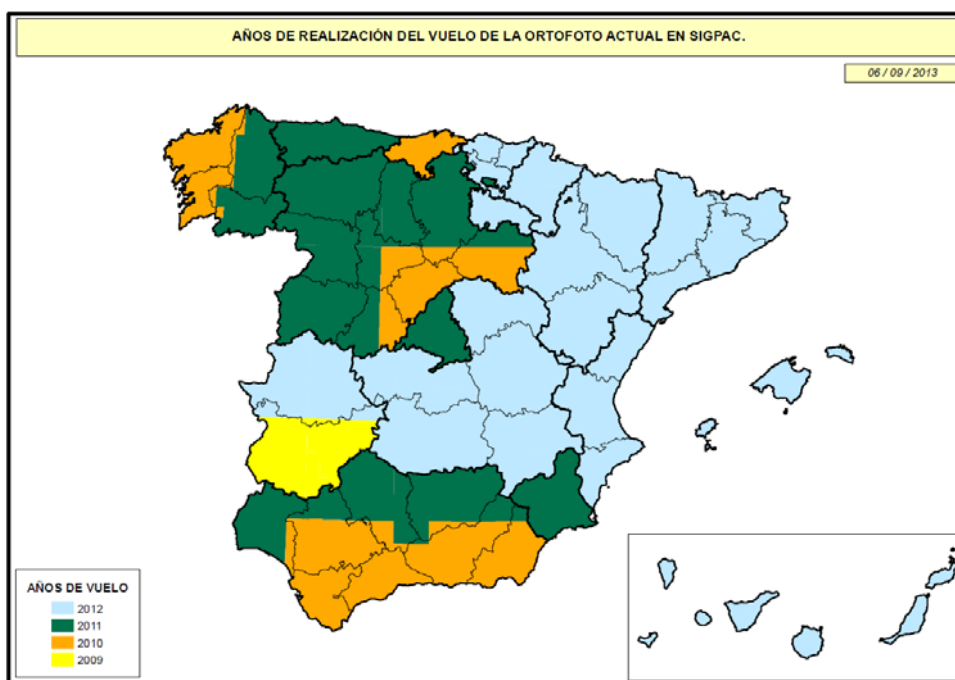 AÑOS DE REALIZACIÓN DEL VUELO DE LA ORTOFOTO ACTUAL EN SIGPAC.
06 / 09 / 2013
AÑOS DE VUELO
2012
2011
2010
2009